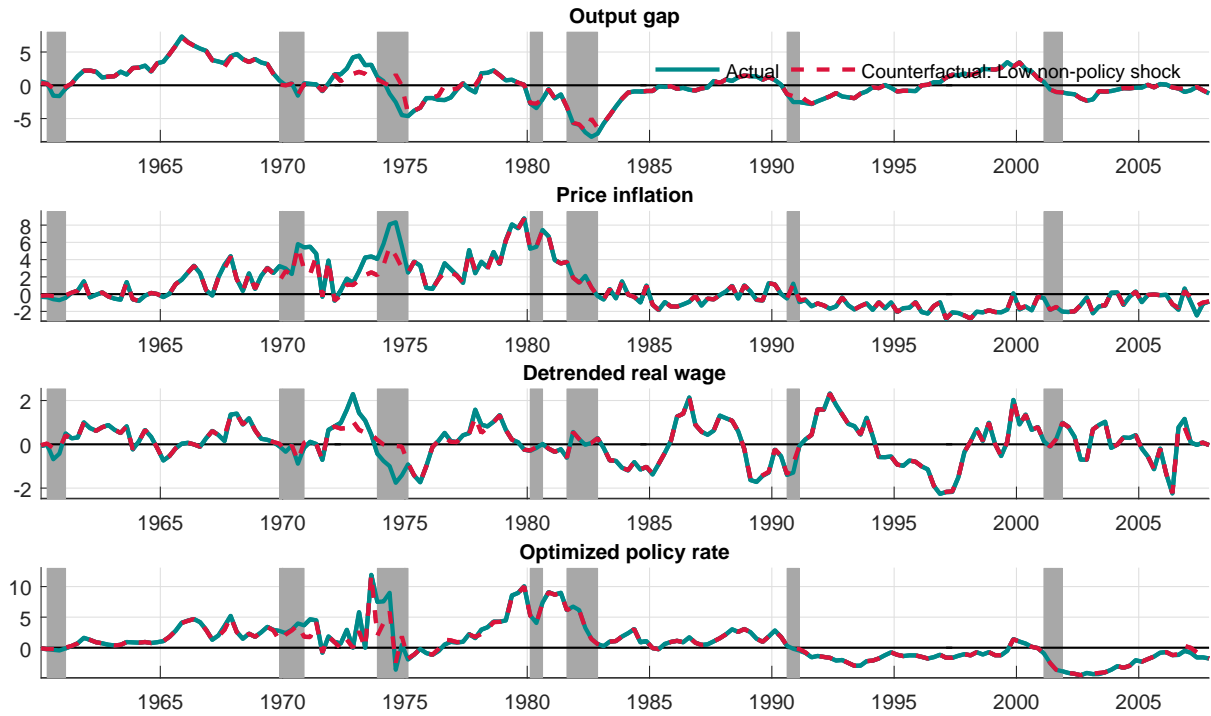 Output gap
5
0
-5
Actual
Counterfactual: Low non-policy shock
1965 1970 1975 1980 1985 1990 1995 2000 2005
Price inflation
8
6
4
2
0
-2
1965 1970 1975 1980 1985 1990 1995 2000 2005
Detrended real wage
2
0
-2
1965 1970 1975 1980 1985 1990 1995 2000 2005
Optimized policy rate
10
5
0
1965 1970 1975 1980 1985 1990 1995 2000 2005